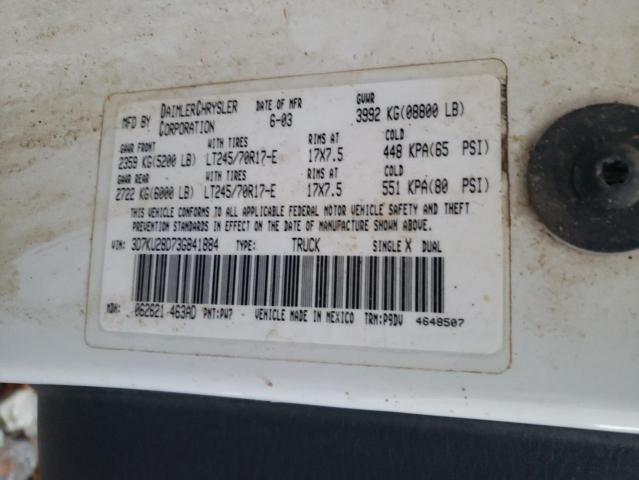 MFD BY DAIMLERCHRYSLER CORPORATION DATE OF MFR 6-03 GVWR 3992 KG(08800 LB)
GAWR FRONT WITH TIRES RIMS AT COLD
2359 KG(5200 LB) LT245/70R17-E 17X7.5 448 KPA(65 PSI)
GAWR REAR WITH TIRES RIMS AT COLD
2722 KG(6000 LB) LT245/70R17-E 17X7.5 551 KPA(80 PSI)
THIS VEHICLE CONFORMS TO ALL APPLICABLE FEDERAL MOTOR VEHICLE SAFETY AND THEFT
PREVENTION STANDARDS IN EFFECT ON THE DATE OF MANUFACTURE SHOWN ABOVE.
VIN: 3D7KU28D73G841884 TYPE: TRUCK SINGLE X DUAL
MDH: 062821 463AD PNT:PW7 VEHICLE MADE IN MEXICO TRM:P9DV 4648507